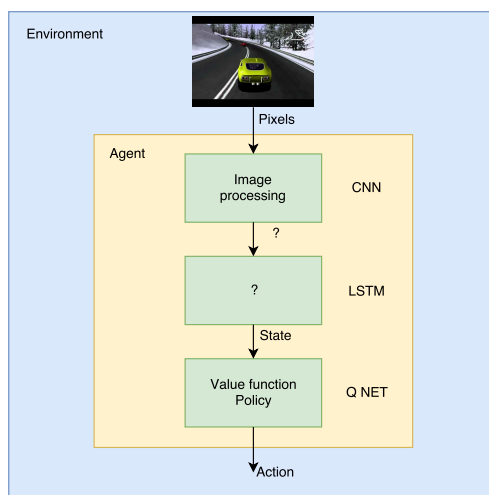 Environment
Pixels
Agent
Image
processing
CNN
?
?
LSTM
State
Value function
Policy
Q NET
Action